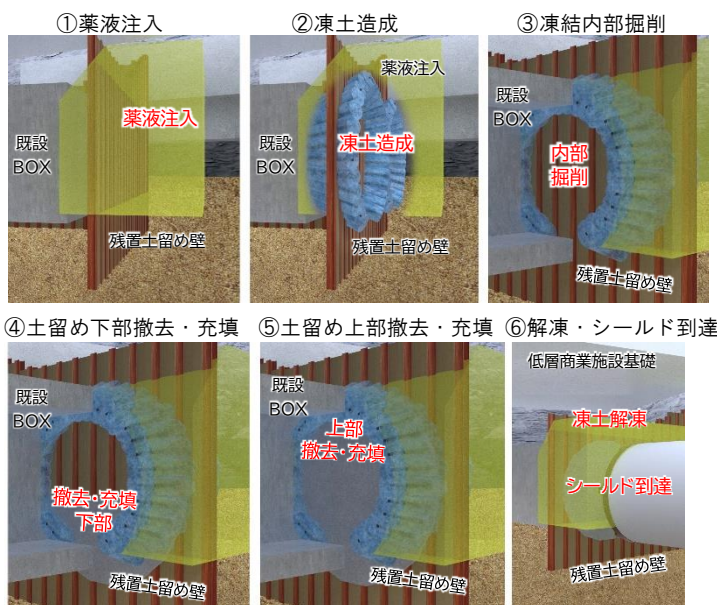 ①薬液注入
薬液注入
既設
BOX
残置土留め壁
②凍土造成
薬液注入
凍土造成
既設
BOX
残置土留め壁
③凍結内部掘削
既設
BOX
内部
掘削
残置土留め壁
④土留め下部撤去・充填
既設
BOX
撤去・充填
下部
残置土留め壁
⑤土留め上部撤去・充填
既設
BOX
上部
撤去・充填
残置土留め壁
⑥解凍・シールド到達
低層商業施設基礎
凍土解凍
シールド到達
残置土留め壁